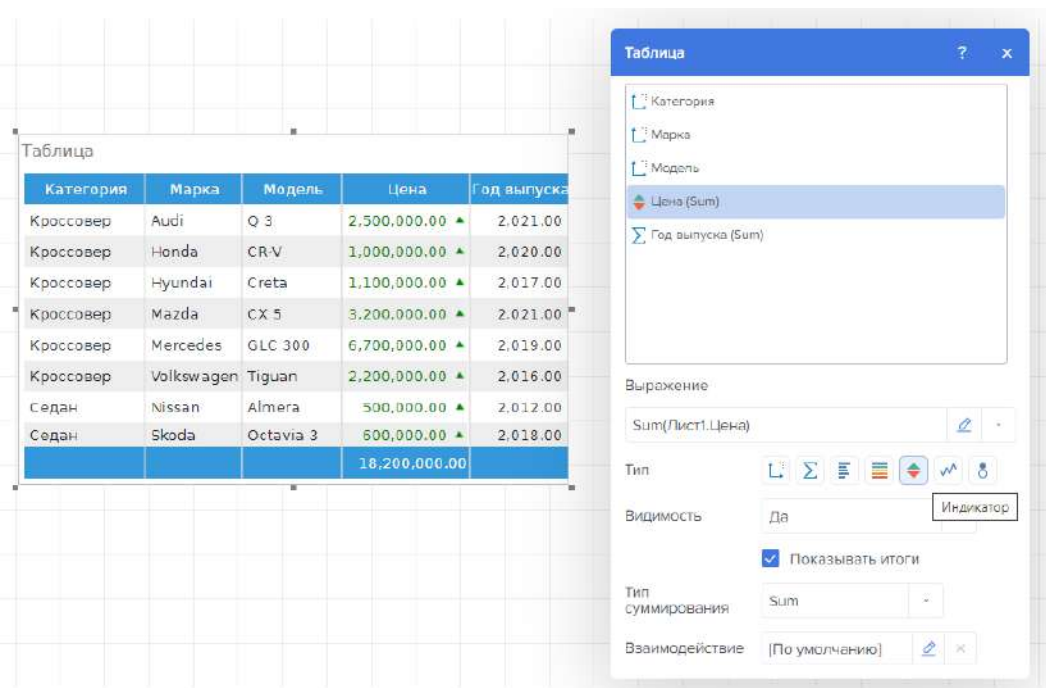 Таблица
Категория Марка Модель Цена Год выпуска
Кроссовер Audi Q 3 2,500,000.00 2,021.00
Кроссовер Honda CR-V 1,000,000.00 2,020.00
Кроссовер Hyundai Creta 1,100,000.00 2,017.00
Кроссовер Mazda CX 5 3,200,000.00 2,021.00
Кроссовер Mercedes GLC 300 6,700,000.00 2,019.00
Кроссовер Volkswagen Tiguan 2,200,000.00 2,016.00
Седан Nissan Almera 500,000.00 2,012.00
Седан Skoda Octavia 3 600,000.00 2,018.00
18,200,000.00
Таблица ? x
Категория
Марка
Модель
Цена (Sum)
Год выпуска (Sum)
Выражение
Sum(Лист1.Цена)
Тип
Индикатор
Видимость Да
Показывать итоги
Тип
суммирования Sum
Взаимодействие [По умолчанию]